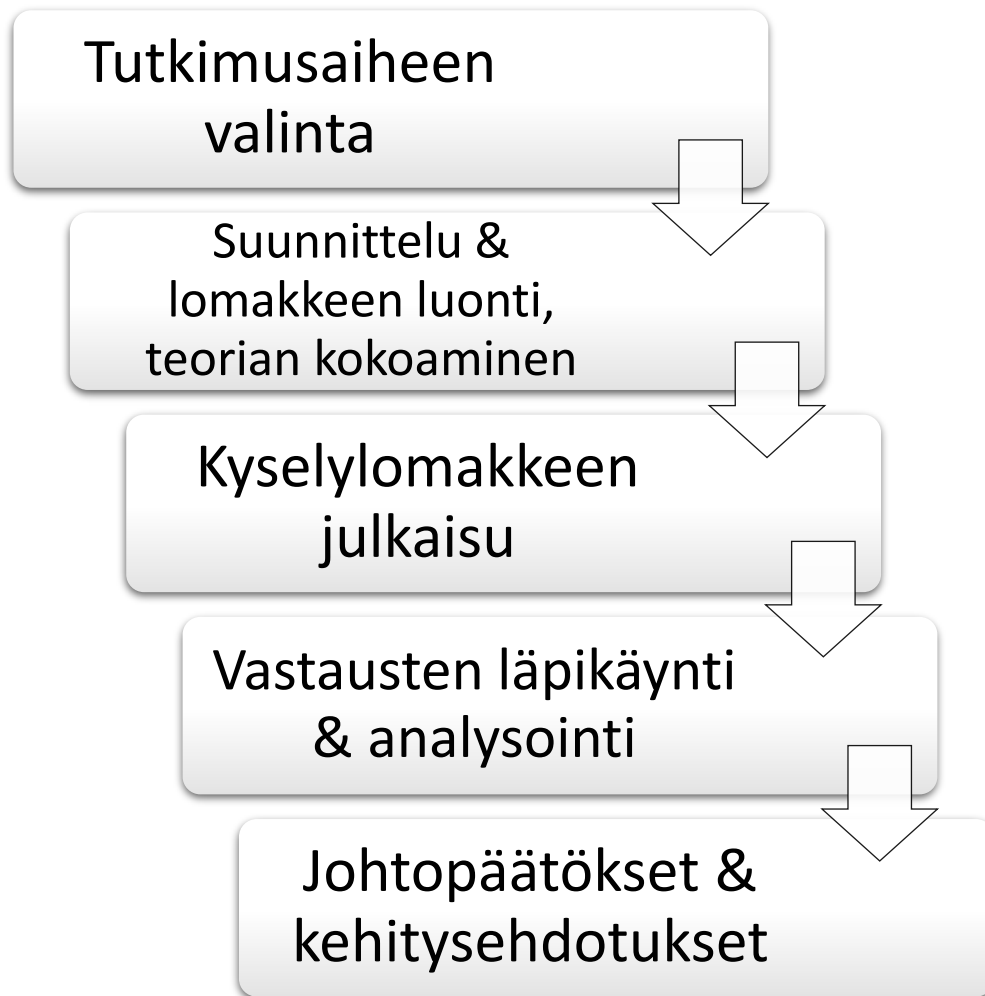 Tutkimusaiheen
valinta
Suunnittelu &
lomakkeen luonti,
teorian kokoaminen
Kyselylomakkeen
julkaisu
Vastausten läpikäynti
& analysointi
Johtopäätökset &
kehitysehdotukset